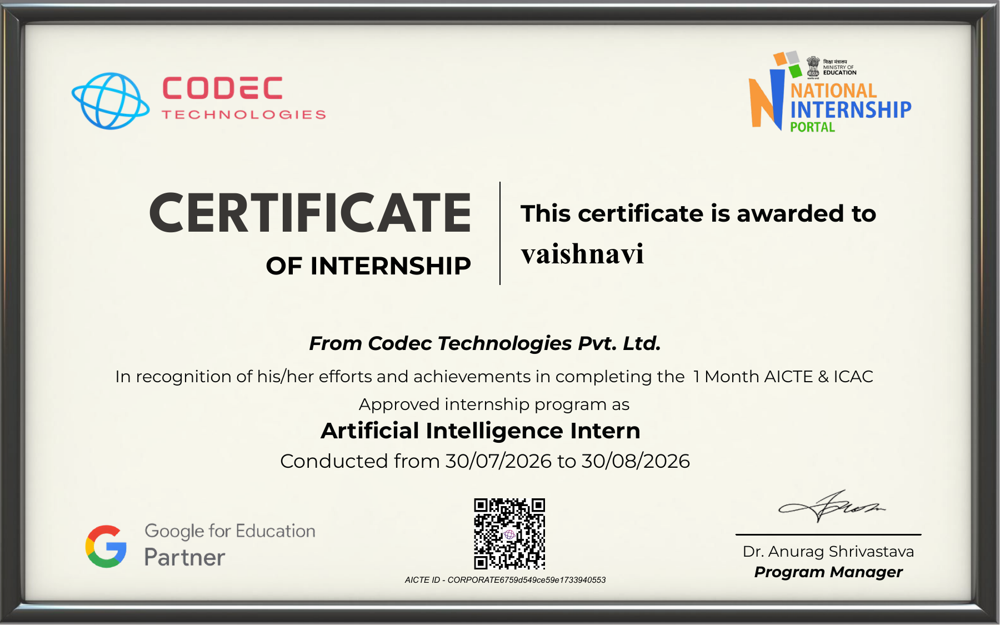 CODEC
TECHNOLOGIES
शिक्षा मंत्रालय
MINISTRY OF
EDUCATION
NATIONAL
INTERNSHIP
PORTAL
CERTIFICATE
OF INTERNSHIP
This certificate is awarded to
vaishnavi
From Codec Technologies Pvt. Ltd.
In recognition of his/her efforts and achievements in completing the 1 Month AICTE & ICAC
Approved internship program as
Artificial Intelligence Intern
Conducted from 30/07/2026 to 30/08/2026
Google for Education
Partner
AICTE ID - CORPORATE6759d549ce59e1733940553
Dr. Anurag Shrivastava
Program Manager